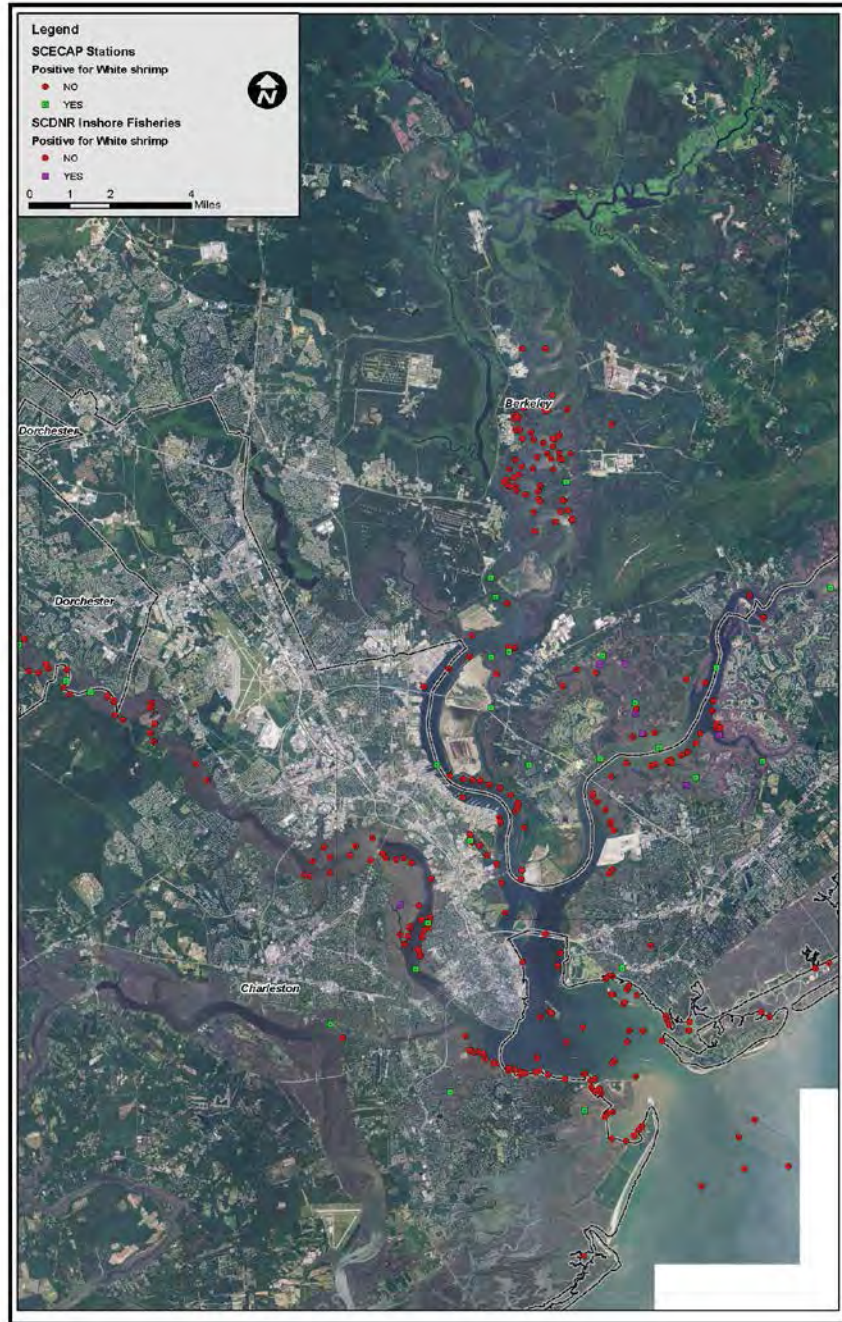 Legend
SCECAP Stations
Positive for White shrimp
NO
YES
SCDNR Inshore Fisheries
Positive for White shrimp
NO
YES
0 1 2 4
Miles
N
Berkeley
Dorchester
Dorchester
Charleston